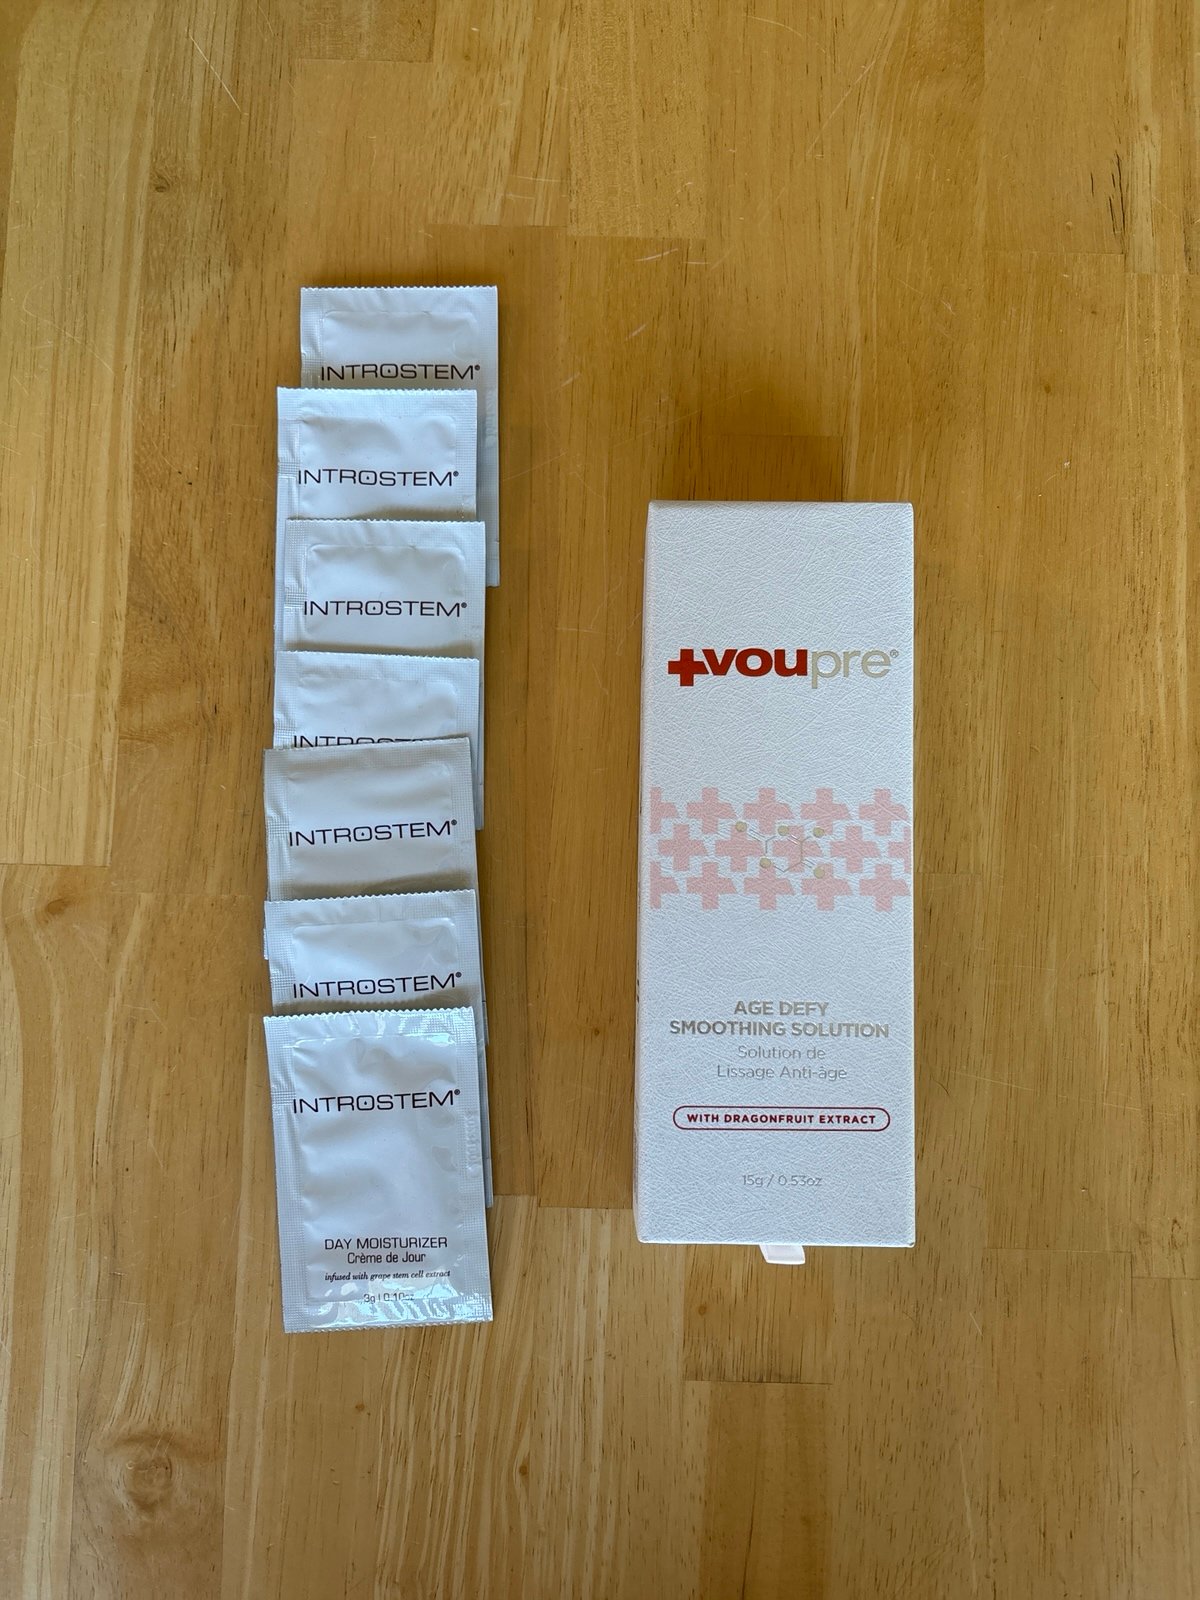 INTROSTEM®
INTROSTEM®
INTROSTEM®
INTROSTEM®
INTROSTEM®
INTROSTEM®
DAY MOISTURIZER
Crème de Jour
infused with grape stem cell extract
3g | 0.10oz
+voupre®
AGE DEFY
SMOOTHING SOLUTION
Solution de
Lissage Anti-âge
WITH DRAGONFRUIT EXTRACT
15g / 0.53oz